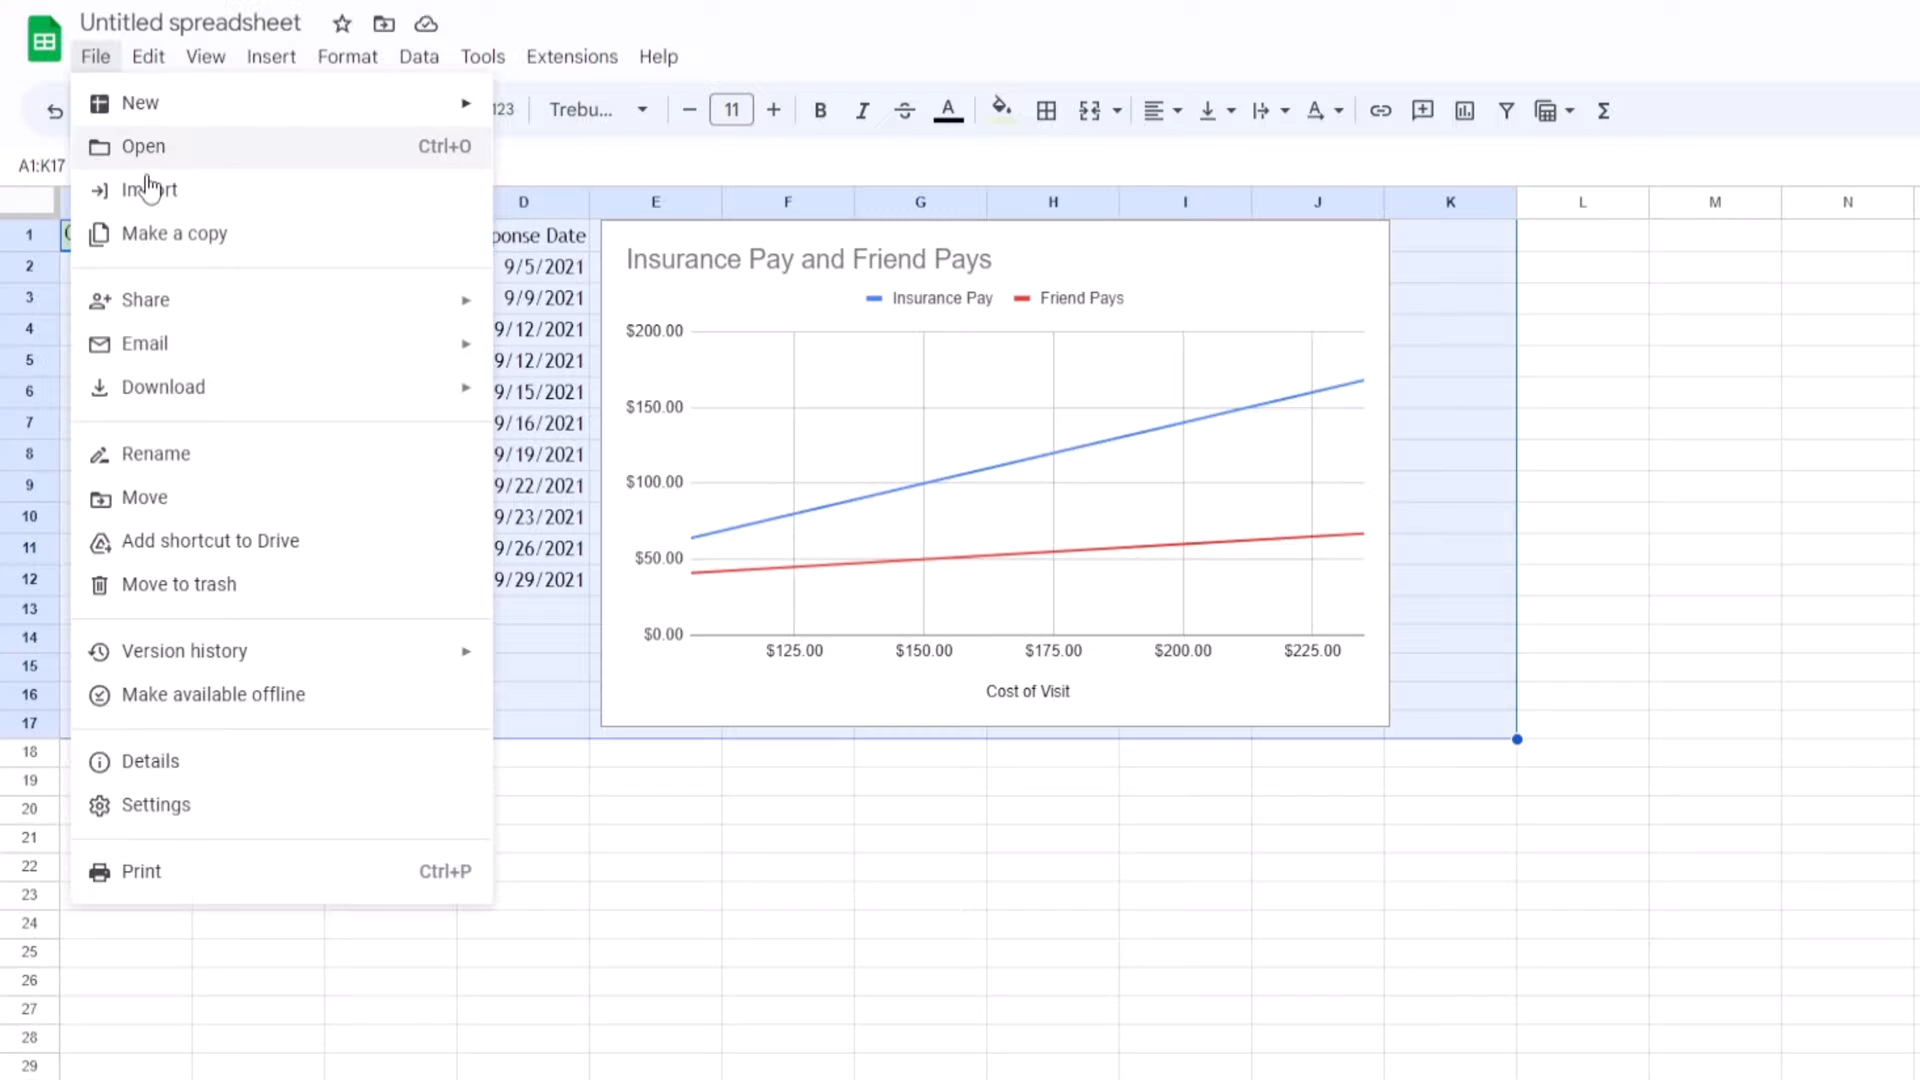 Untitled spreadsheet
File Edit View Insert Format Data Tools Extensions Help
123 Trebu... 11
A1:K17
New
Open Ctrl+O
Import
Make a copy
Share
Email
Download
Rename
Move
Add shortcut to Drive
Move to trash
Version history
Make available offline
Details
Settings
Print Ctrl+P
D E F G H I J K L M N
1 ponse Date
2 9/5/2021
3 9/9/2021
4 9/12/2021
5 9/12/2021
6 9/15/2021
7 9/16/2021
8 9/19/2021
9 9/22/2021
10 9/23/2021
11 9/26/2021
12 9/29/2021
13
14
15
16
17
18
19
20
21
22
23
24
25
26
27
28
29
Insurance Pay and Friend Pays
Insurance Pay Friend Pays
$200.00
$150.00
$100.00
$50.00
$0.00
$125.00 $150.00 $175.00 $200.00 $225.00
Cost of Visit